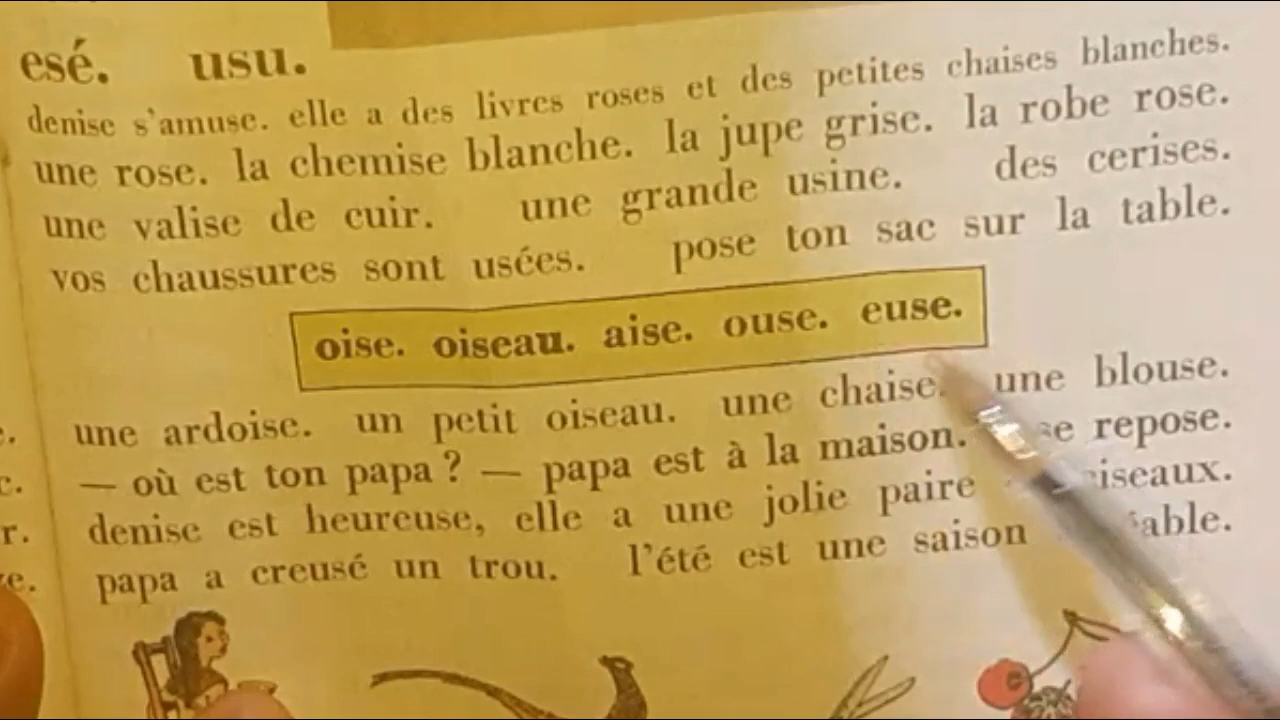 esé. usu.
denise s'amuse. elle a des livres roses et des petites chaises blanches.
une rose. la chemise blanche. la jupe grise. la robe rose.
une valise de cuir. une grande usine. des cerises.
vos chaussures sont usées. pose ton sac sur la table.
oise. oiseau. aise. ouse. euse.
une ardoise. un petit oiseau. une chaise. une blouse.
— où est ton papa ? — papa est à la maison. se repose.
denise est heureuse, elle a une jolie paire
papa a creusé un trou. l'été est une saison